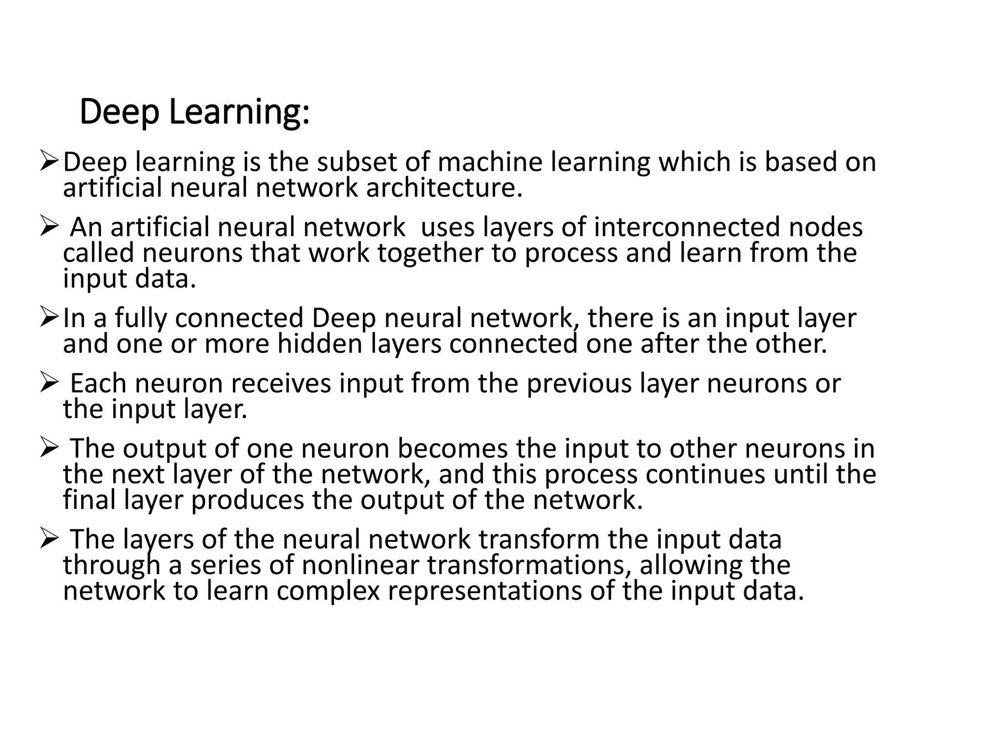 Deep Learning:
➢Deep learning is the subset of machine learning which is based on
artificial neural network architecture.
➢ An artificial neural network  uses layers of interconnected nodes
called neurons that work together to process and learn from the
input data.
➢In a fully connected Deep neural network, there is an input layer
and one or more hidden layers connected one after the other.
➢ Each neuron receives input from the previous layer neurons or
the input layer.
➢ The output of one neuron becomes the input to other neurons in
the next layer of the network, and this process continues until the
final layer produces the output of the network.
➢ The layers of the neural network transform the input data
through a series of nonlinear transformations, allowing the
network to learn complex representations of the input data.